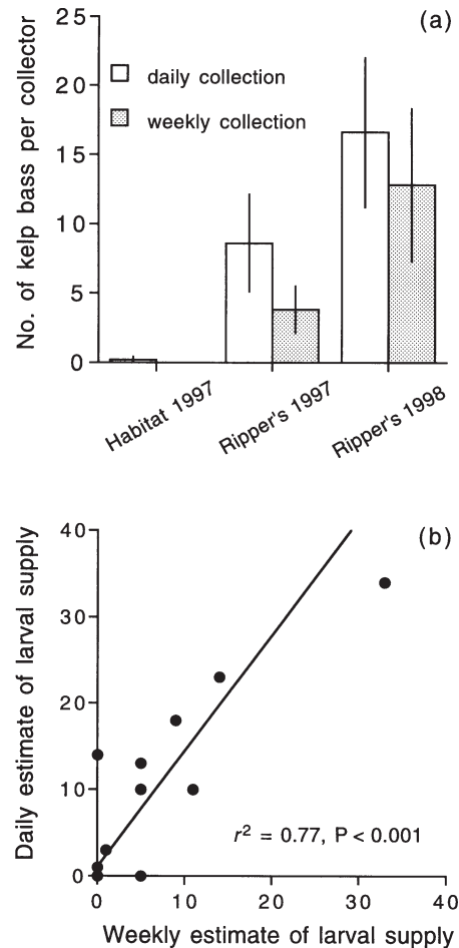 (a)
25
20
15
10
5
0
No. of kelp bass per collector
daily collection
weekly collection
Habitat 1997
Ripper's 1997
Ripper's 1998
(b)
40
30
20
10
0
Daily estimate of larval supply
r² = 0.77, P < 0.001
0 10 20 30 40
Weekly estimate of larval supply